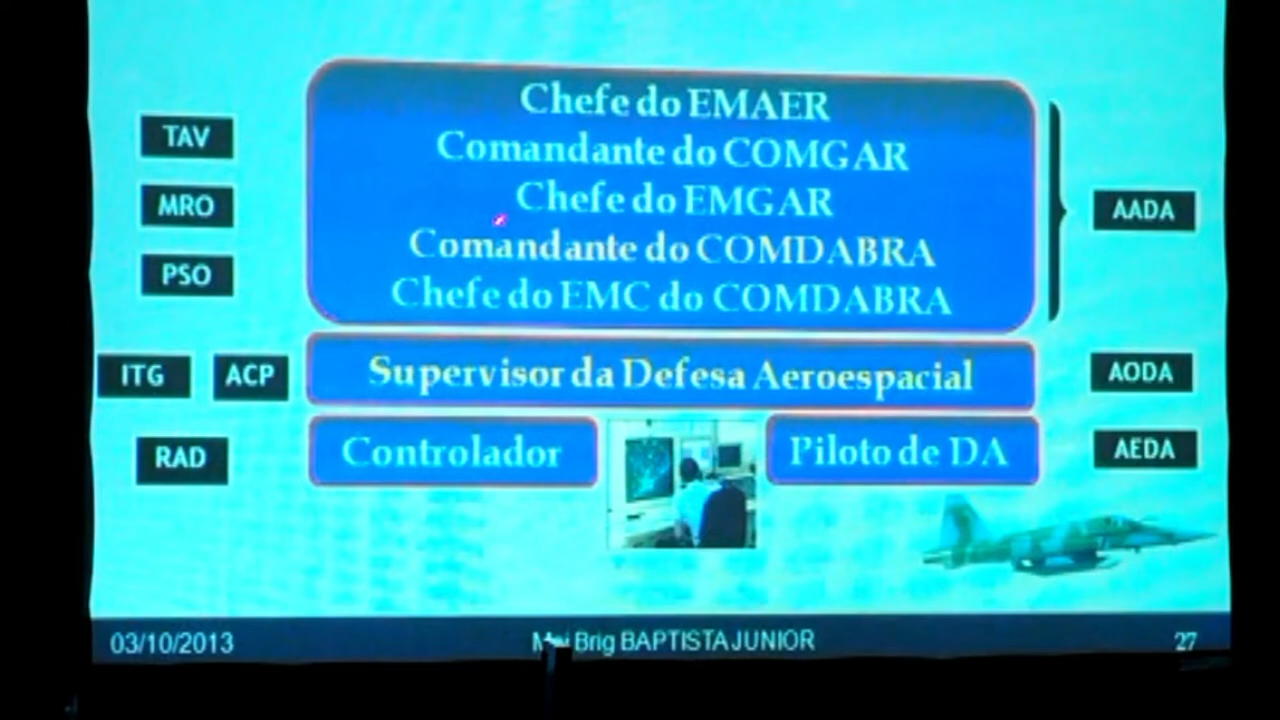 Chefe do EMAER
TAV
Comandante do COMGAR
MRO
Chefe do EMGAR
AADA
Comandante do COMDABRA
PSO
Chefe do EMC do COMDABRA
ITG
ACP
Supervisor da Defesa Aeroespacial
AODA
RAD
Controlador
Piloto de DA
AEDA
03/10/2013
Maj Brig BAPTISTA JUNIOR
27